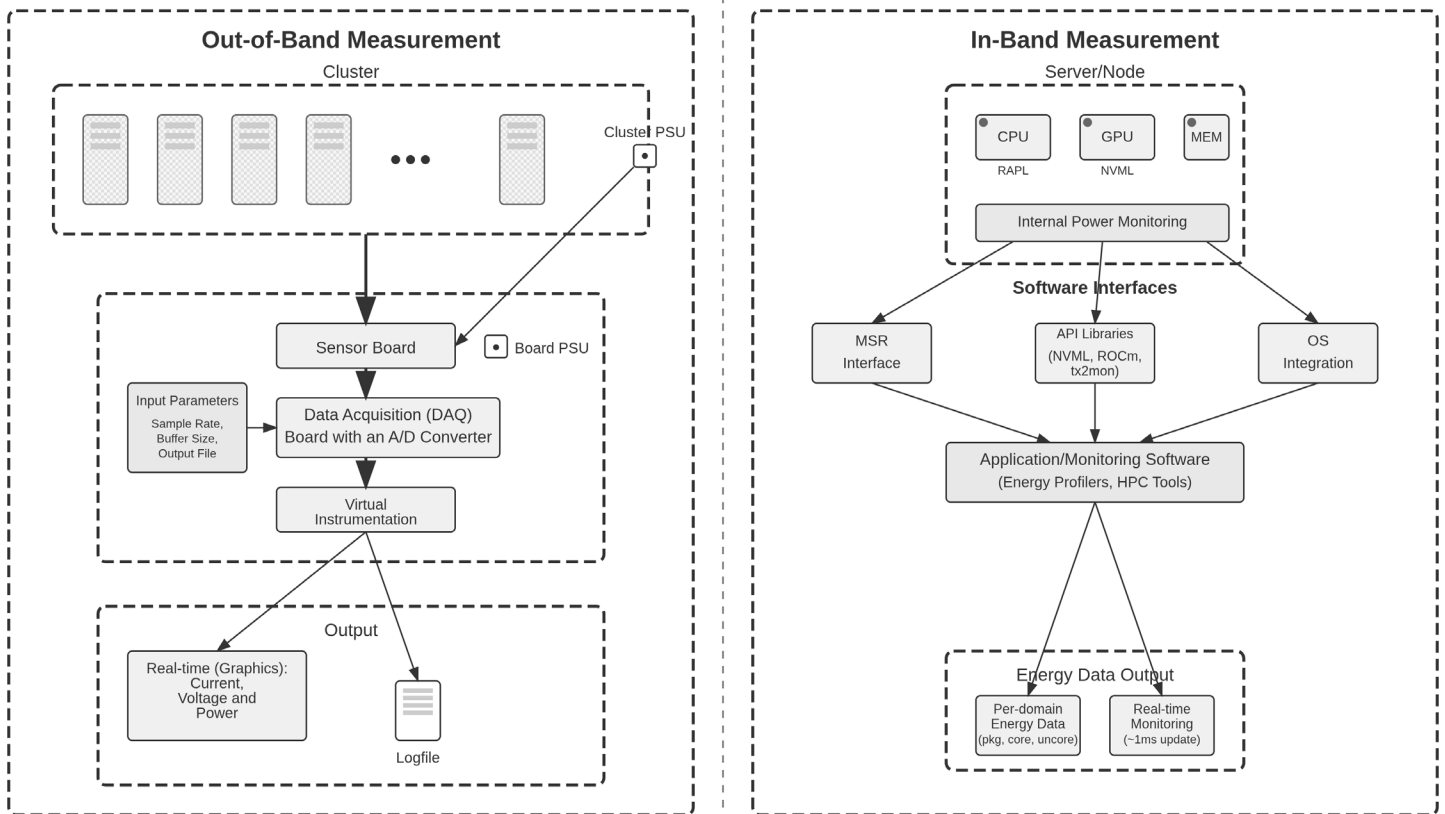 Out-of-Band Measurement
Cluster
Cluster PSU
Sensor Board
Board PSU
Input Parameters
Sample Rate,
Buffer Size,
Output File
Data Acquisition (DAQ)
Board with an A/D Converter
Virtual
Instrumentation
Output
Real-time (Graphics):
Current,
Voltage and
Power
Logfile
In-Band Measurement
Server/Node
CPU
GPU
MEM
RAPL
NVML
Internal Power Monitoring
Software Interfaces
MSR
Interface
API Libraries
(NVML, ROCm,
tx2mon)
OS
Integration
Application/Monitoring Software
(Energy Profilers, HPC Tools)
Energy Data Output
Per-domain
Energy Data
(pkg, core, uncore)
Real-time
Monitoring
(~1ms update)